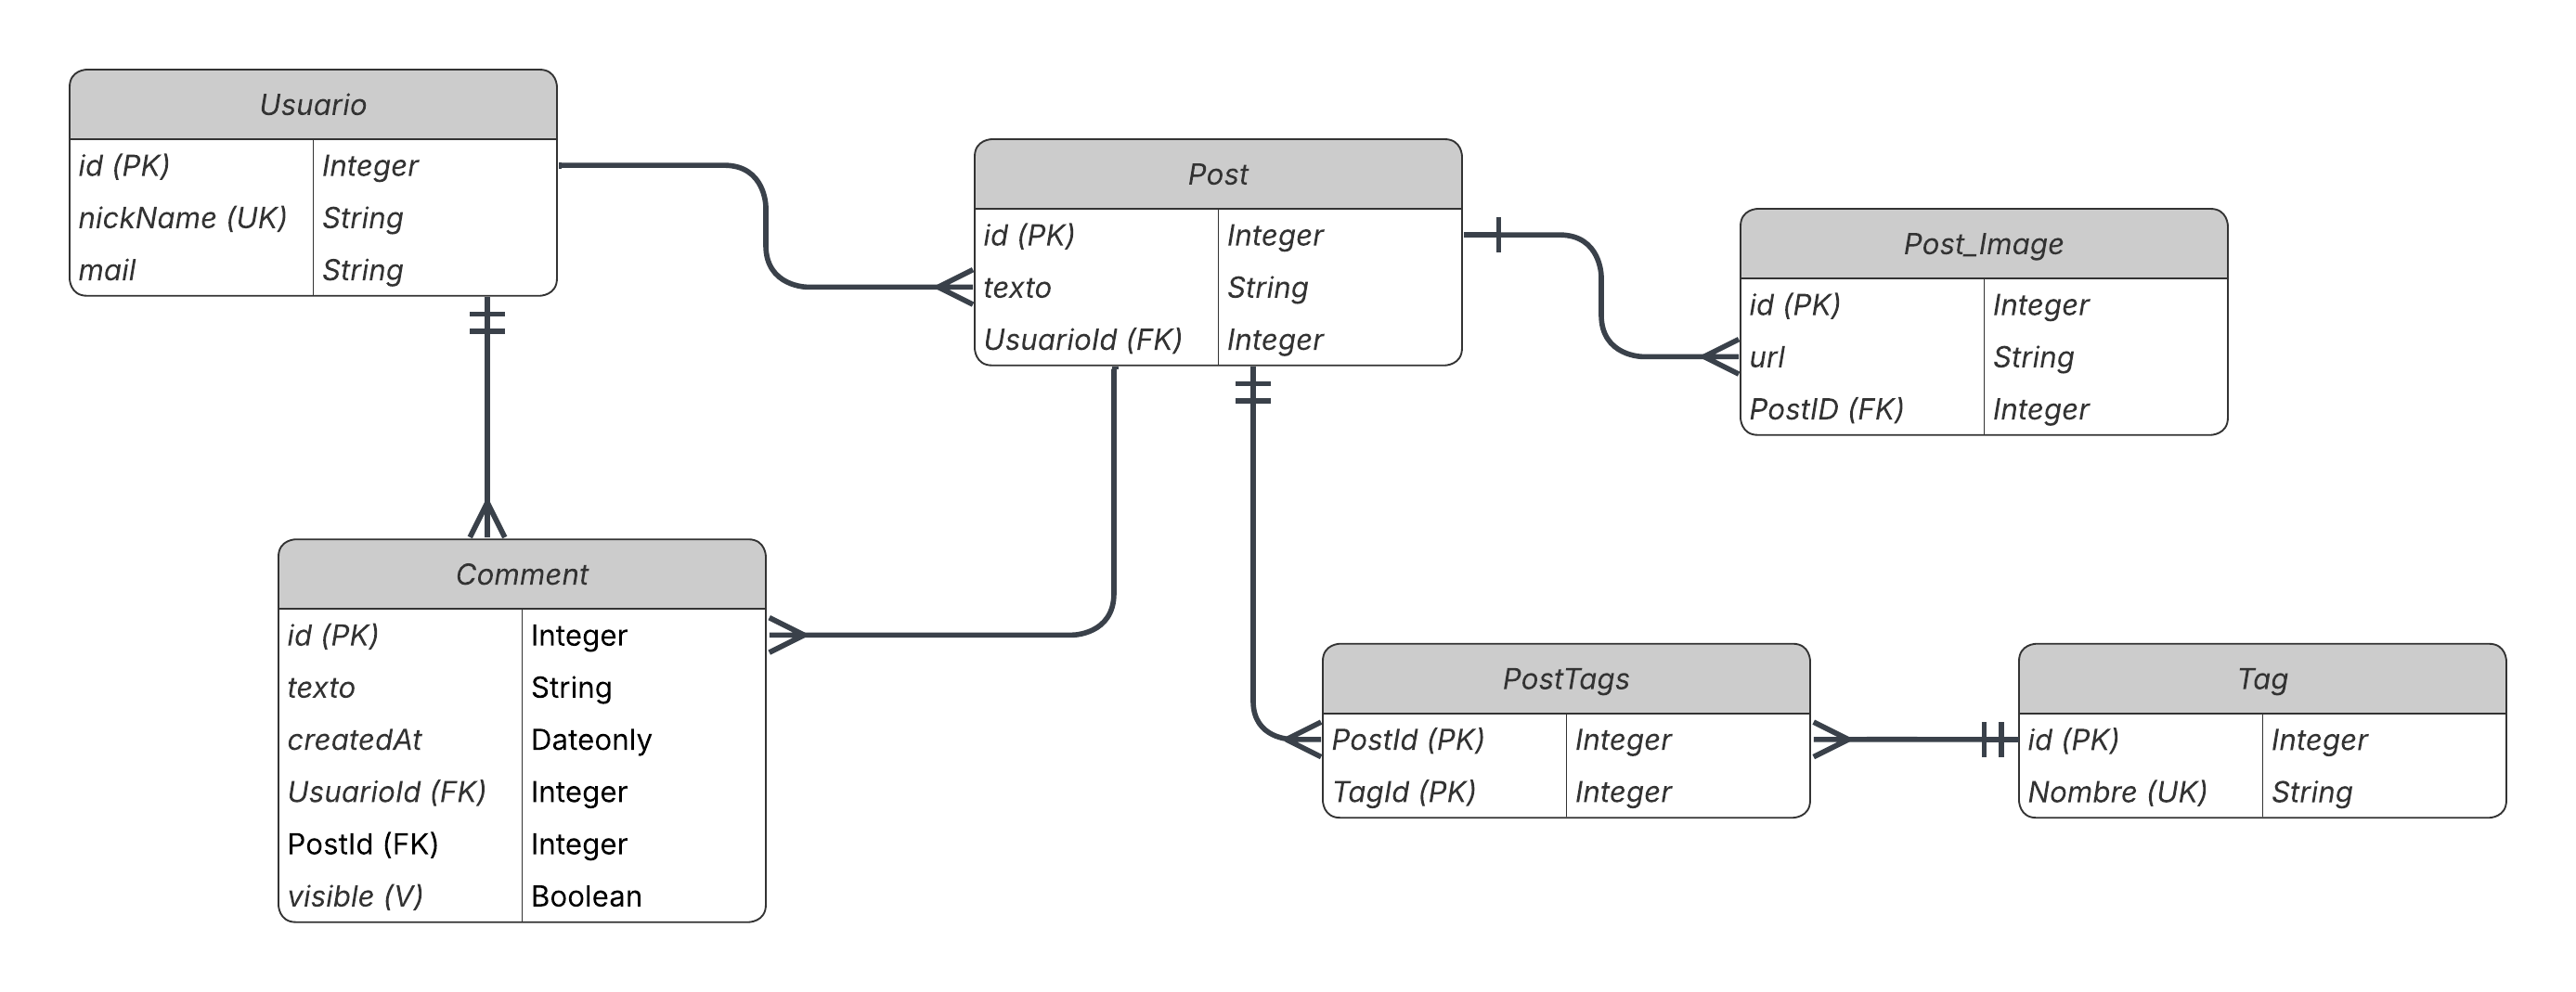 Usuario
id (PK) Integer
nickName (UK) String
mail String
Post
id (PK) Integer
texto String
UsuarioId (FK) Integer
Post_Image
id (PK) Integer
url String
PostID (FK) Integer
Comment
id (PK) Integer
texto String
createdAt Dateonly
UsuarioId (FK) Integer
PostId (FK) Integer
visible (V) Boolean
PostTags
PostId (PK) Integer
TagId (PK) Integer
Tag
id (PK) Integer
Nombre (UK) String